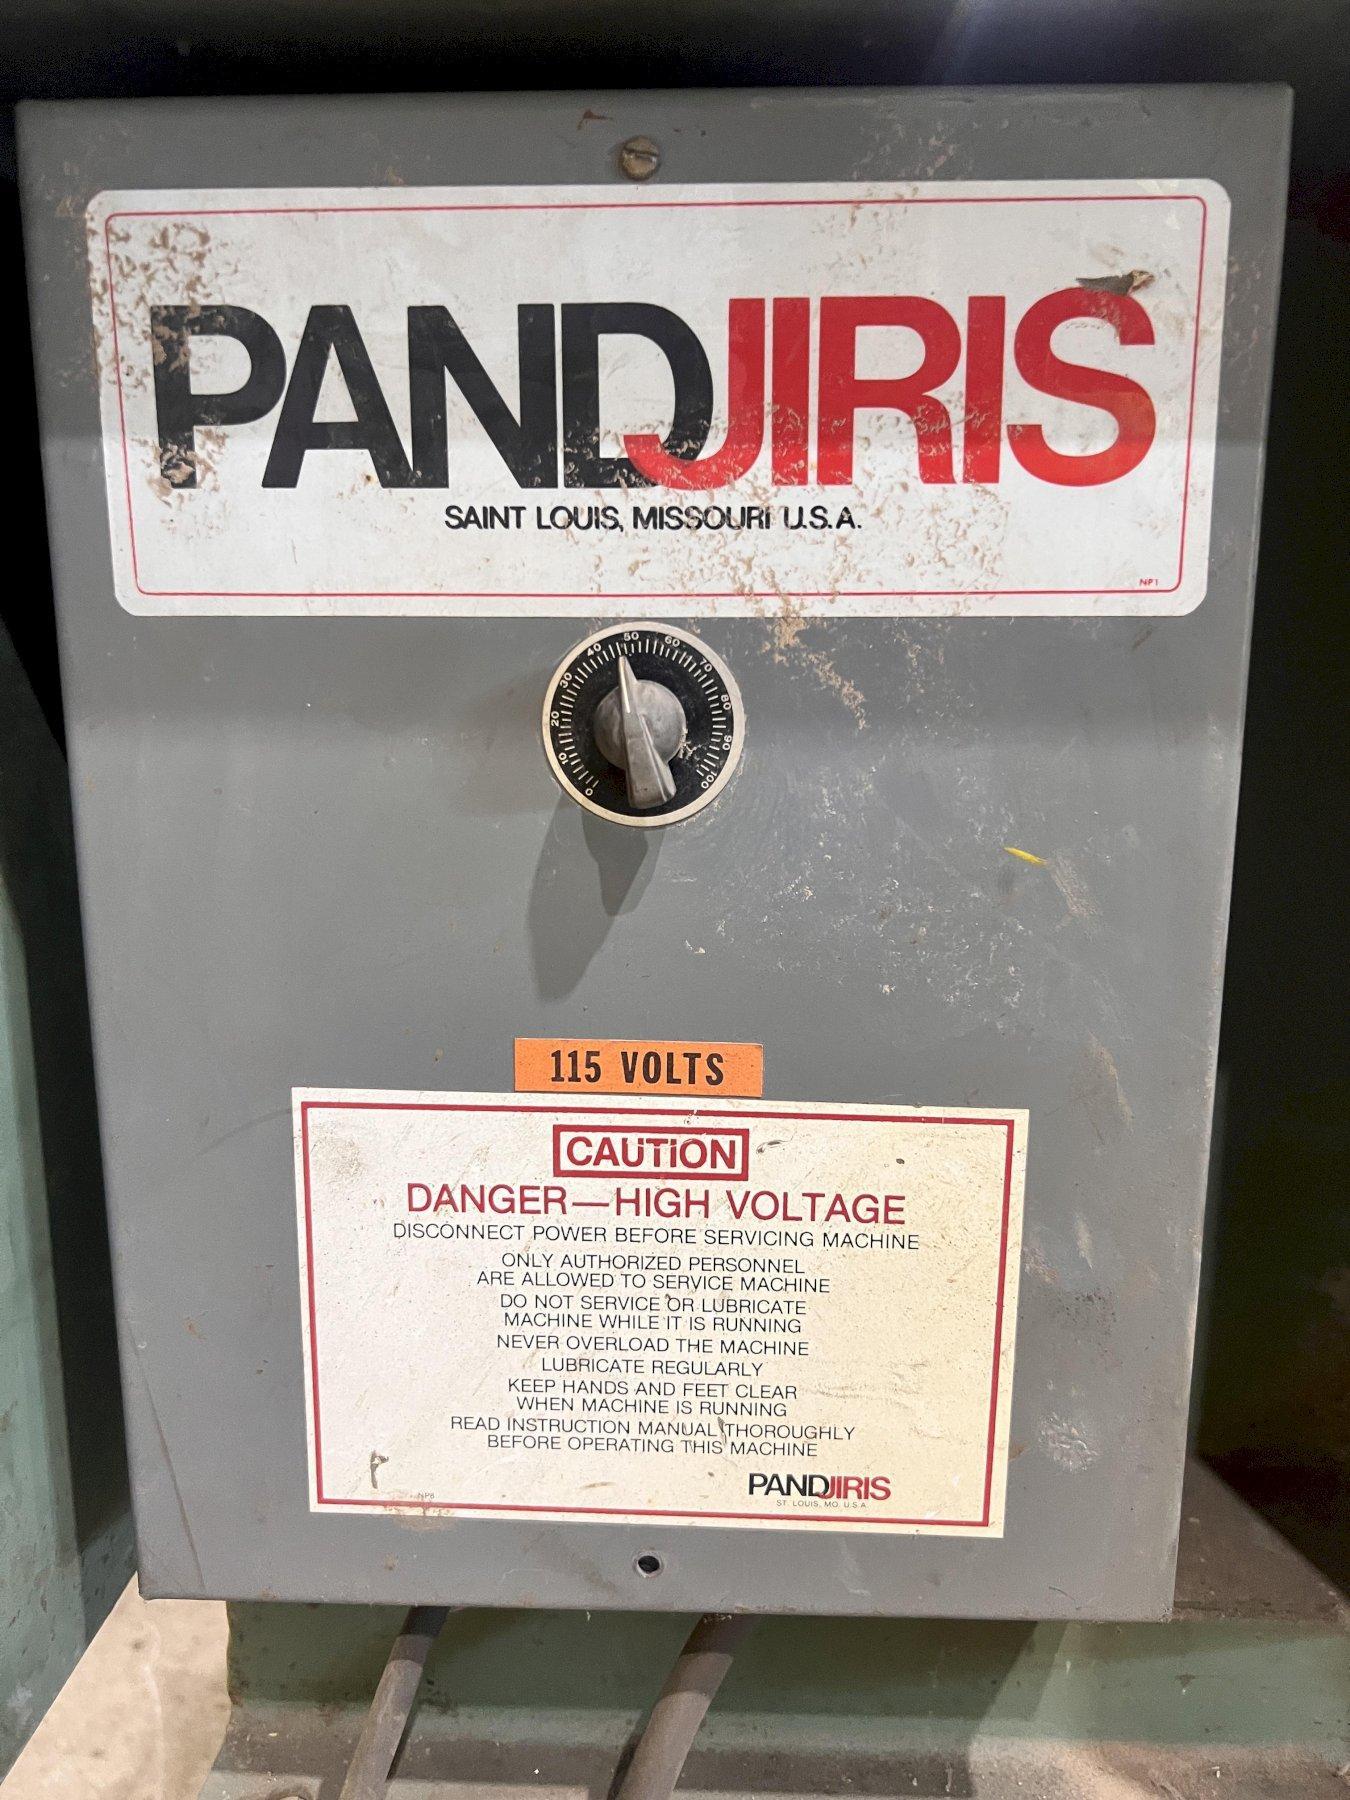 PANDJIRIS
SAINT LOUIS, MISSOURI U.S.A.
NP1
0 10 20 30 40 50 60 70 80 90 100
115 VOLTS
CAUTION
DANGER—HIGH VOLTAGE
DISCONNECT POWER BEFORE SERVICING MACHINE
ONLY AUTHORIZED PERSONNEL
ARE ALLOWED TO SERVICE MACHINE
DO NOT SERVICE OR LUBRICATE
MACHINE WHILE IT IS RUNNING
NEVER OVERLOAD THE MACHINE
LUBRICATE REGULARLY
KEEP HANDS AND FEET CLEAR
WHEN MACHINE IS RUNNING
READ INSTRUCTION MANUAL THOROUGHLY
BEFORE OPERATING THIS MACHINE
NP8
PANDJIRIS
ST. LOUIS, MO. U.S.A.